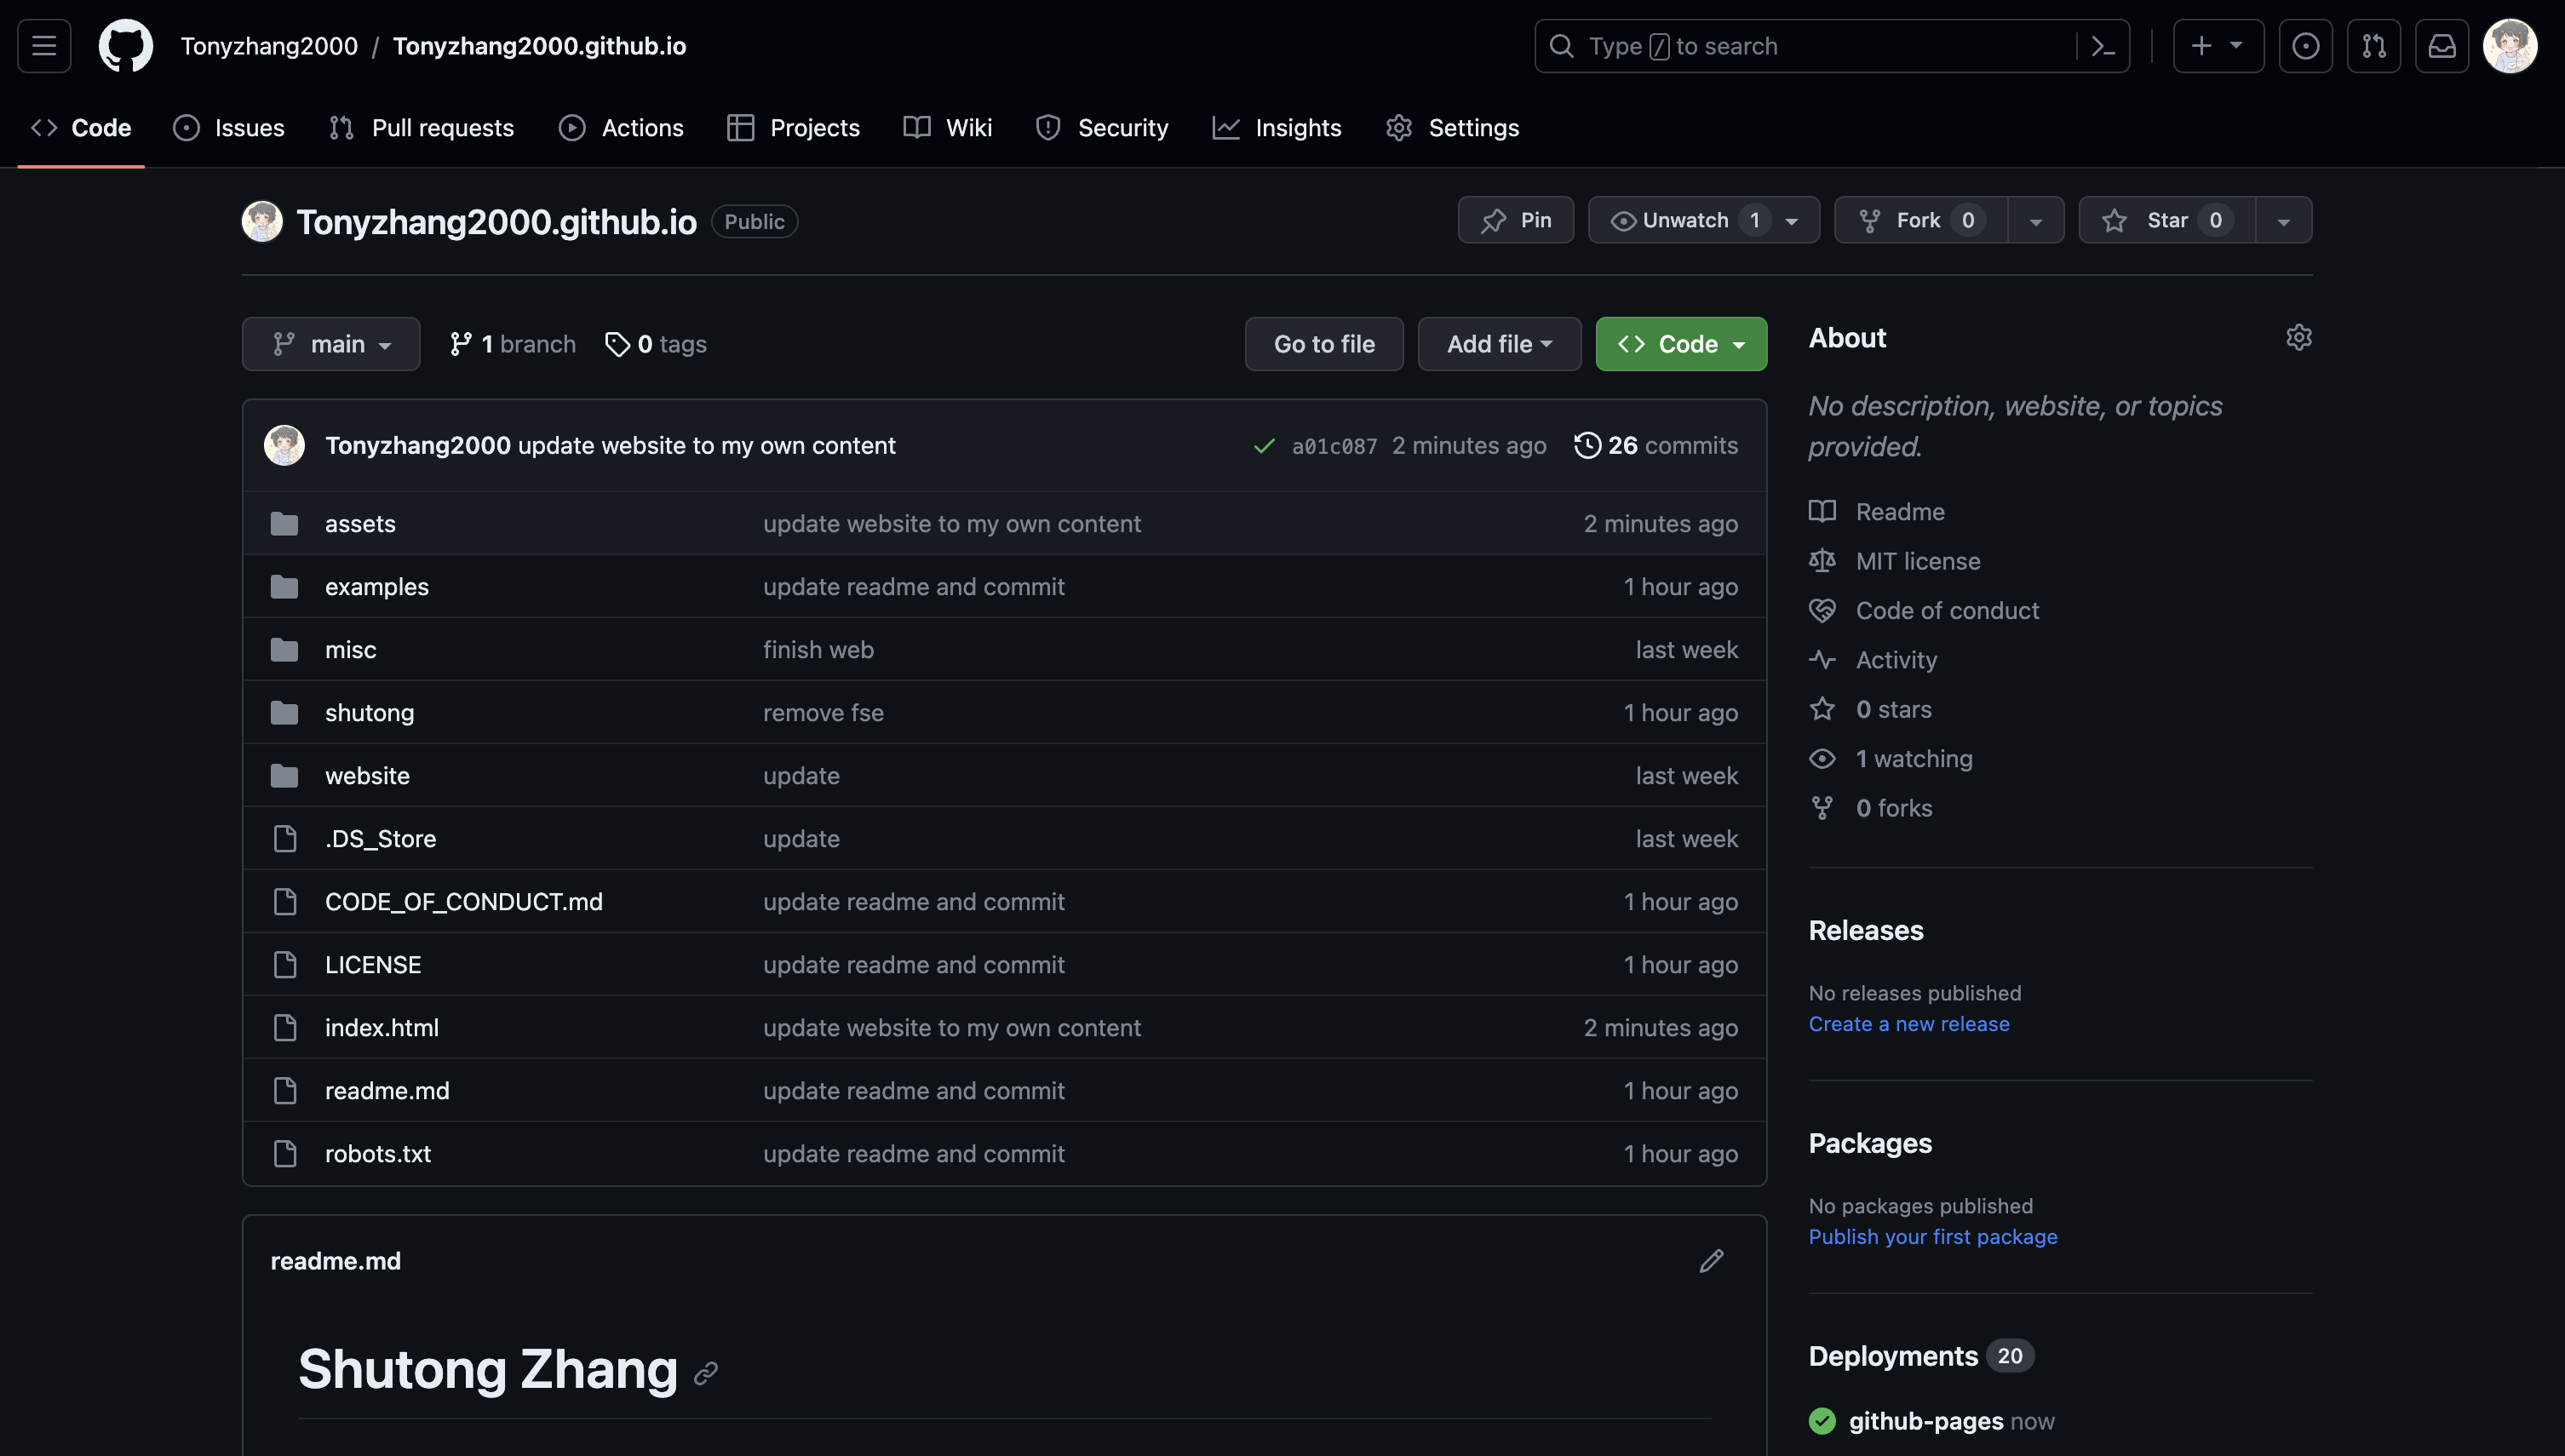 Tonyzhang2000 / Tonyzhang2000.github.io
Type / to search
Code Issues Pull requests Actions Projects Wiki Security Insights Settings
Tonyzhang2000.github.io Public
Pin Unwatch 1 Fork 0 Star 0
main 1 branch 0 tags Go to file Add file Code
Tonyzhang2000 update website to my own content a01c087 2 minutes ago 26 commits
assets update website to my own content 2 minutes ago
examples update readme and commit 1 hour ago
misc finish web last week
shutong remove fse 1 hour ago
website update last week
.DS_Store update last week
CODE_OF_CONDUCT.md update readme and commit 1 hour ago
LICENSE update readme and commit 1 hour ago
index.html update website to my own content 2 minutes ago
readme.md update readme and commit 1 hour ago
robots.txt update readme and commit 1 hour ago
readme.md
Shutong Zhang
About
No description, website, or topics
provided.
Readme
MIT license
Code of conduct
Activity
0 stars
1 watching
0 forks
Releases
No releases published
Create a new release
Packages
No packages published
Publish your first package
Deployments 20
github-pages now